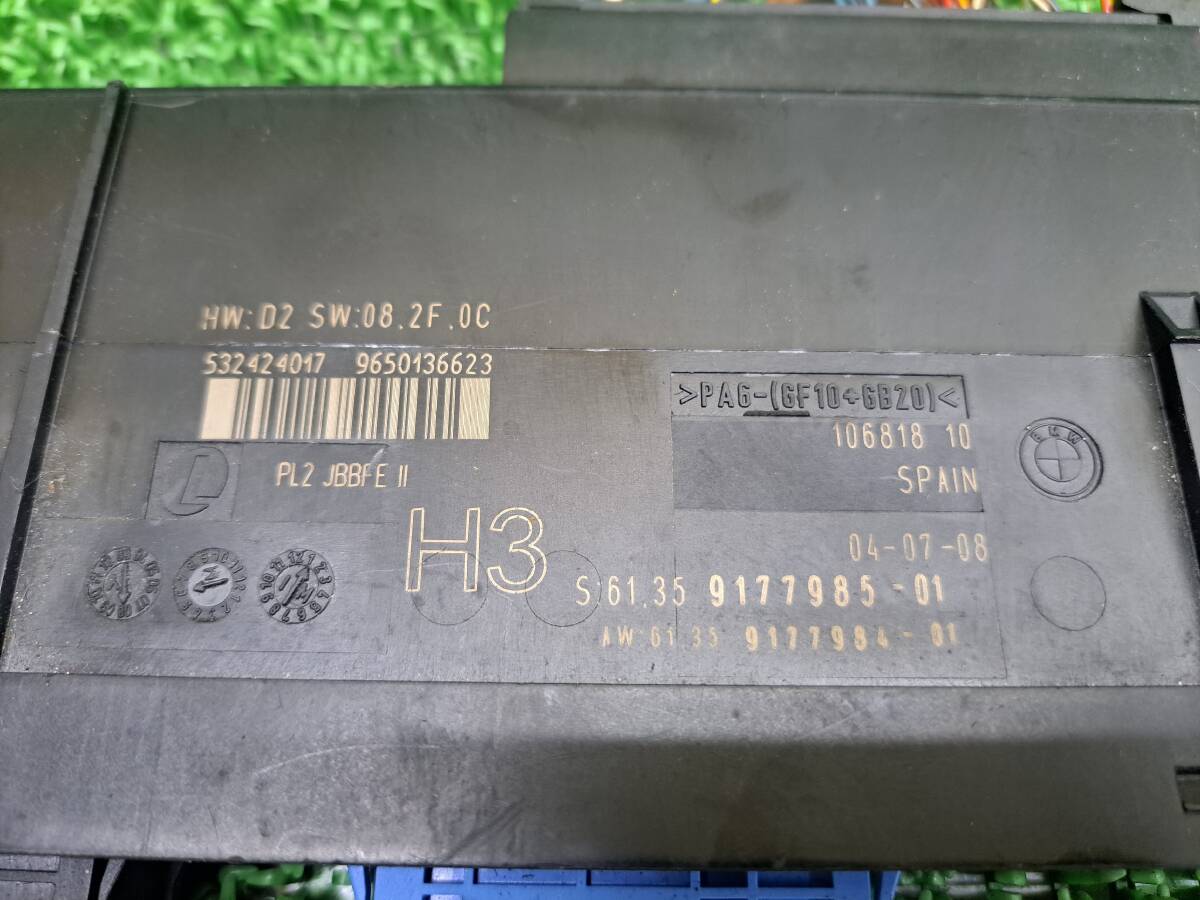 HW:D2 SW:08.2F.0C
532424017 9650136623
>PA6-(GF10+GB20)<
106818 10
BMW
SPAIN
PL2 JBBFE II
H3
04-07-08
S:61.35 9177985-01
AW:61.35 9177984-01